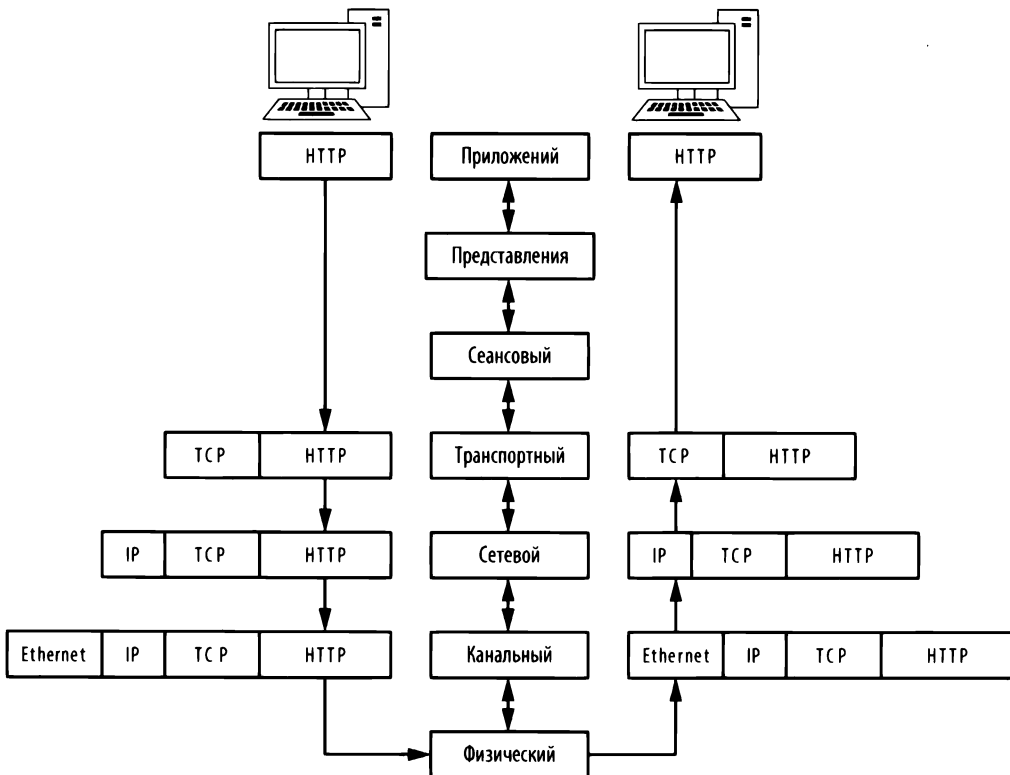 HTTP Приложений HTTP
Представления
Сеансовый
TCP HTTP Транспортный TCP HTTP
IP TCP HTTP Сетевой IP TCP HTTP
Ethernet IP TCP HTTP Канальный Ethernet IP TCP HTTP
Физический